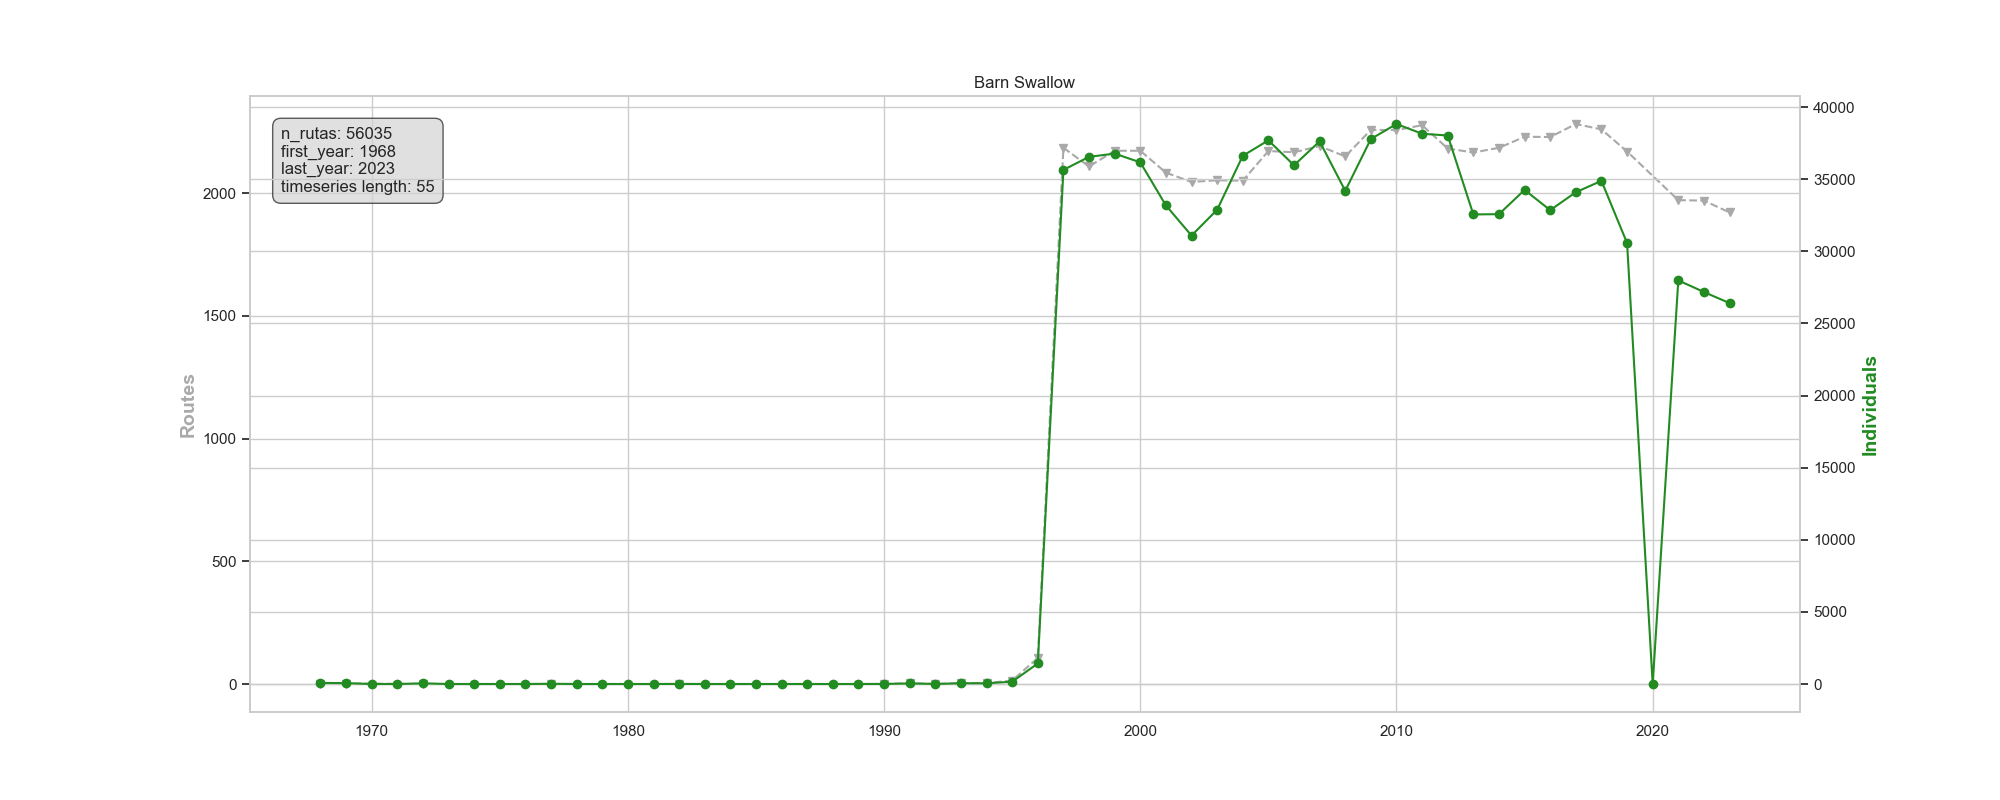 Barn Swallow
n_rutas: 56035
first_year: 1968
last_year: 2023
timeseries length: 55
Routes
2000
1500
1000
500
0
40000
35000
30000
25000
20000
15000
10000
5000
0
Individuals
1970
1980
1990
2000
2010
2020